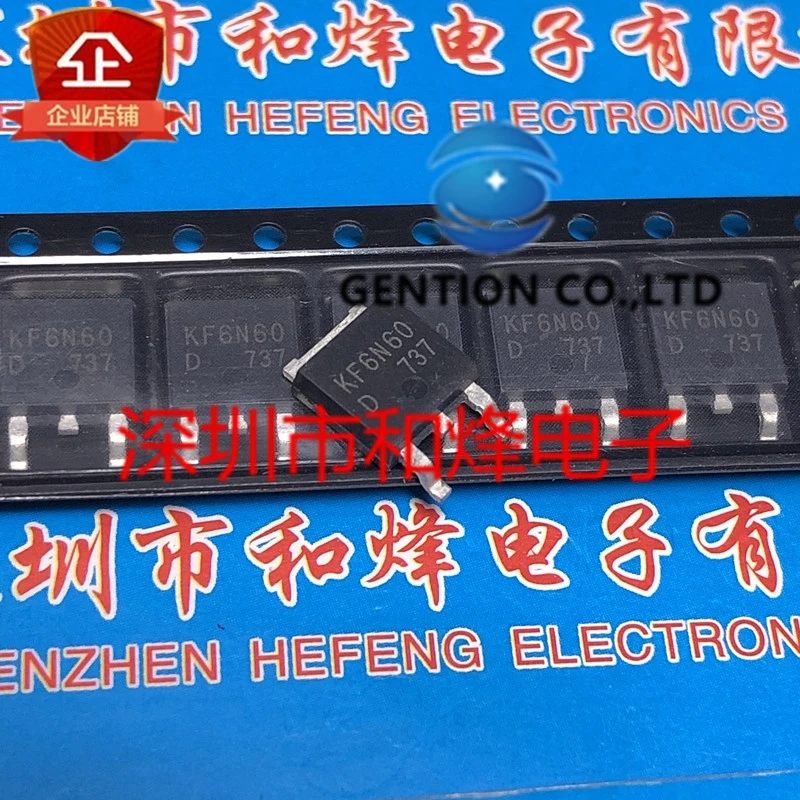 深圳市和烽电子有限
企
企业店铺
N HEFENG ELECTRONICS
GENTION CO.,LTD
KF6N60
D 737
KF6N60
D 737
KF6N60
D 737
KF6N60
D 737
KF6N60
D 737
深圳市和烽电子
圳市和烽电子有
ENZHEN HEFENG ELECTRON